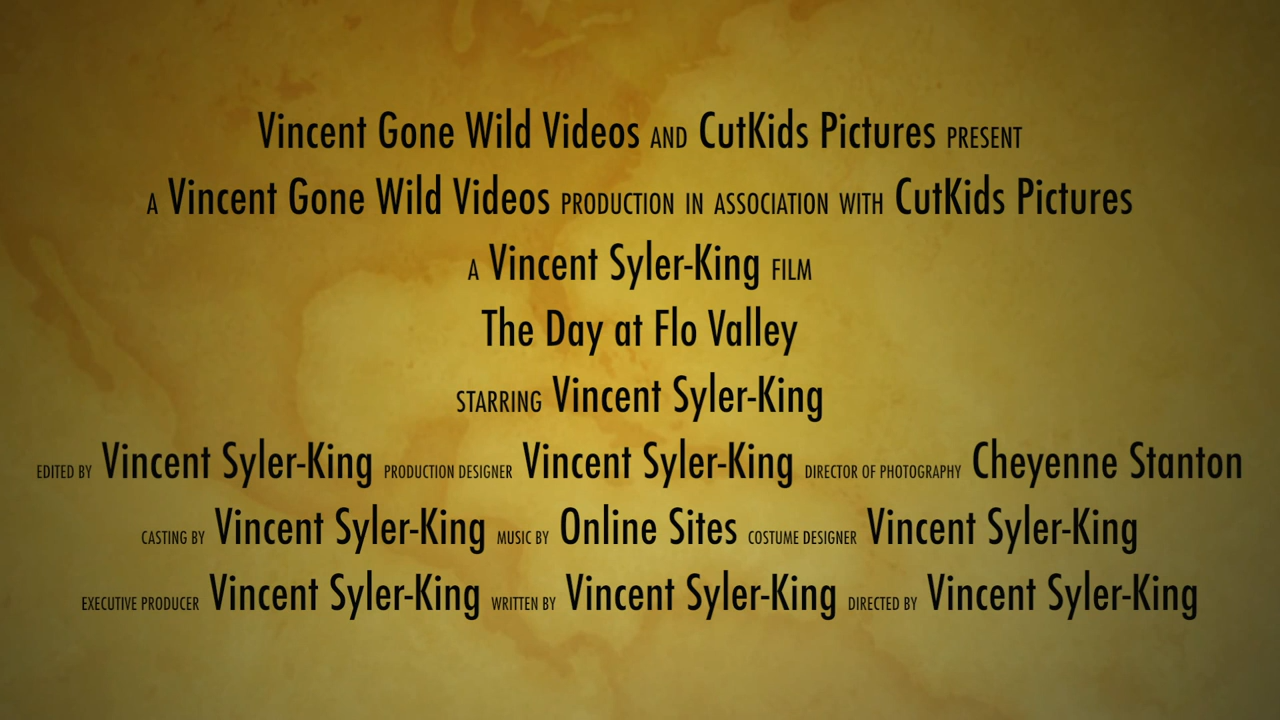 Vincent Gone Wild Videos AND CutKids Pictures PRESENT
A Vincent Gone Wild Videos PRODUCTION IN ASSOCIATION WITH CutKids Pictures
A Vincent Syler-King FILM
The Day at Flo Valley
STARRING Vincent Syler-King
EDITED BY Vincent Syler-King PRODUCTION DESIGNER Vincent Syler-King DIRECTOR OF PHOTOGRAPHY Cheyenne Stanton
CASTING BY Vincent Syler-King MUSIC BY Online Sites COSTUME DESIGNER Vincent Syler-King
EXECUTIVE PRODUCER Vincent Syler-King WRITTEN BY Vincent Syler-King DIRECTED BY Vincent Syler-King